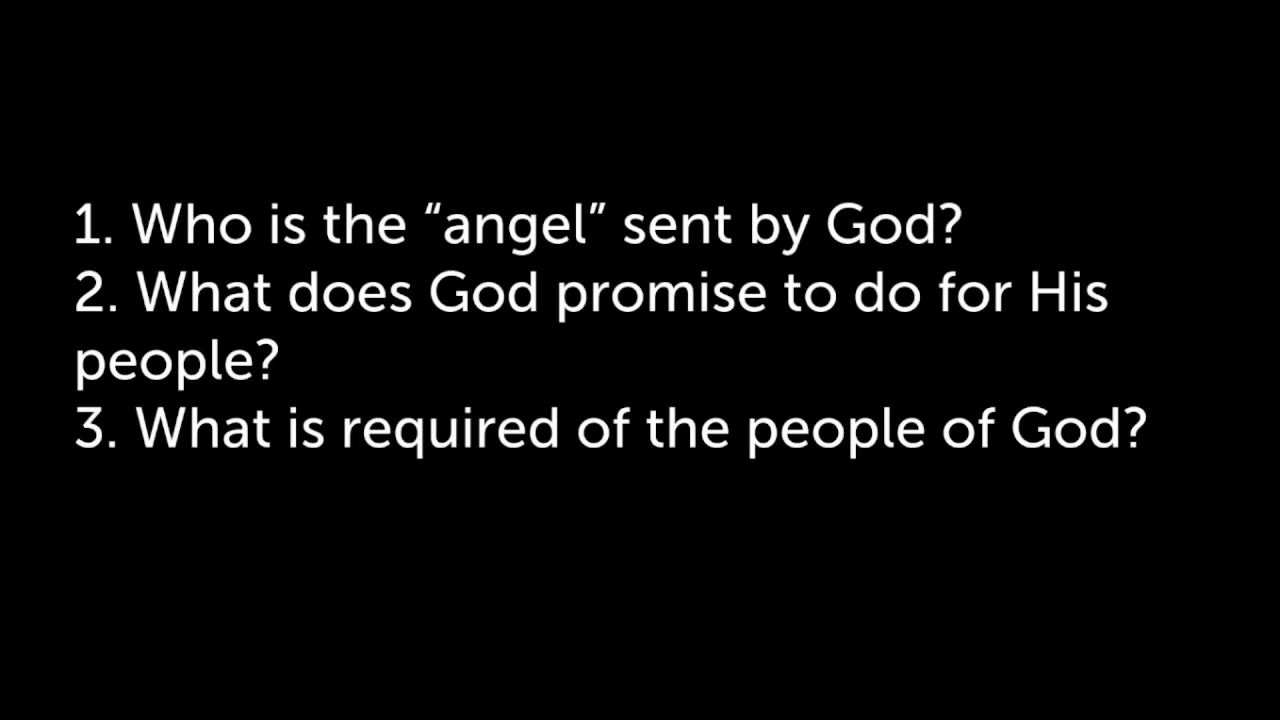 1. Who is the “angel” sent by God?
2. What does God promise to do for His
people?
3. What is required of the people of God?